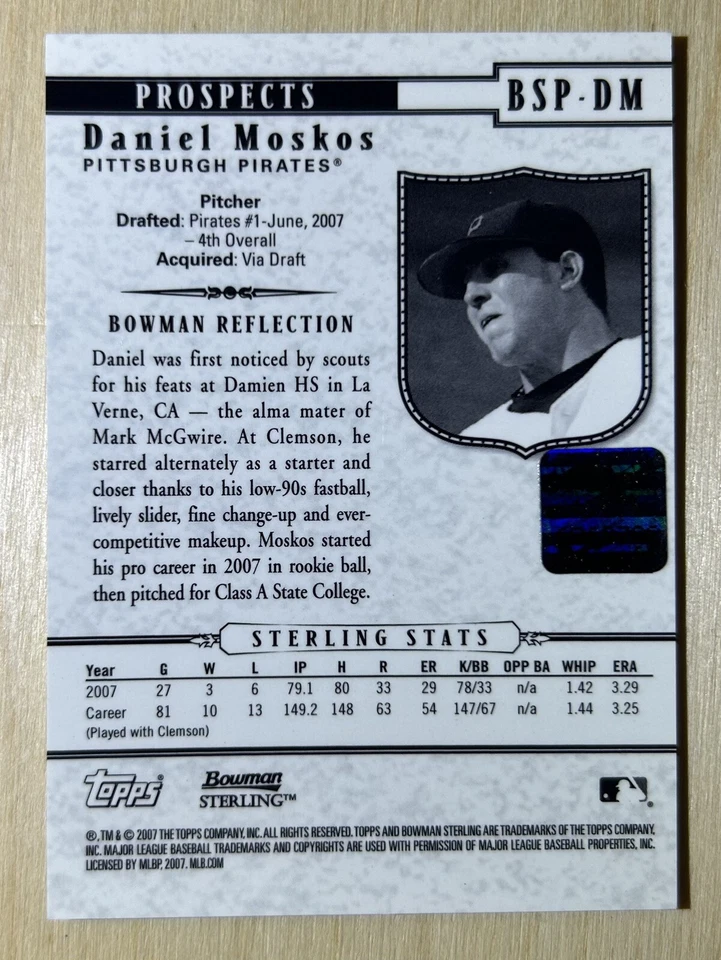 PROSPECTS
BSP-DM
Daniel Moskos
PITTSBURGH PIRATES®
Pitcher
Drafted: Pirates #1-June, 2007
– 4th Overall
Acquired: Via Draft
BOWMAN REFLECTION
Daniel was first noticed by scouts
for his feats at Damien HS in La
Verne, CA — the alma mater of
Mark McGwire. At Clemson, he
starred alternately as a starter and
closer thanks to his low-90s fastball,
lively slider, fine change-up and ever-
competitive makeup. Moskos started
his pro career in 2007 in rookie ball,
then pitched for Class A State College.
STERLING STATS
Year G W L IP H R ER K/BB OPP BA WHIP ERA
2007 27 3 6 79.1 80 33 29 78/33 n/a 1.42 3.29
Career 81 10 13 149.2 148 63 54 147/67 n/a 1.44 3.25
(Played with Clemson)
Topps®
Bowman
STERLING™
®, TM & © 2007 THE TOPPS COMPANY, INC. ALL RIGHTS RESERVED. TOPPS AND BOWMAN STERLING ARE TRADEMARKS OF THE TOPPS COMPANY,
INC. MAJOR LEAGUE BASEBALL TRADEMARKS AND COPYRIGHTS ARE USED WITH PERMISSION OF MAJOR LEAGUE BASEBALL PROPERTIES, INC.
LICENSED BY MLBP, 2007. MLB.COM